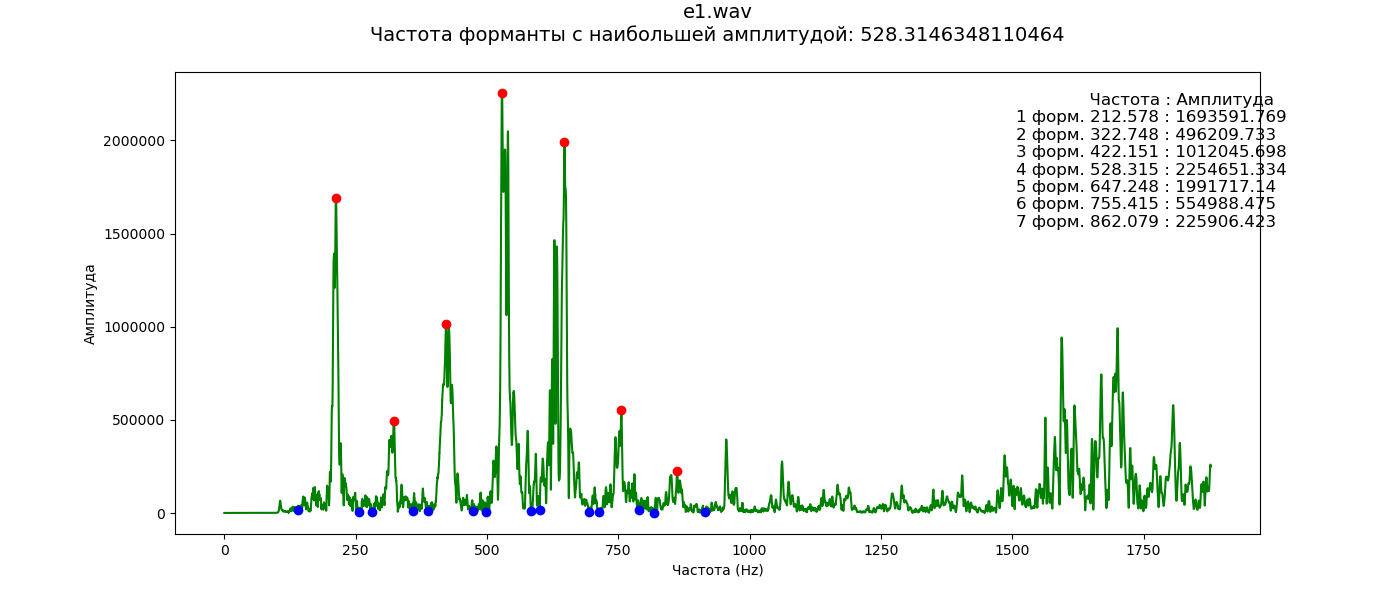 e1.wav
Частота форманты с наибольшей амплитудой: 528.3146348110464
Частота : Амплитуда
1 форм. 212.578 : 1693591.769
2 форм. 322.748 : 496209.733
3 форм. 422.151 : 1012045.698
4 форм. 528.315 : 2254651.334
5 форм. 647.248 : 1991717.14
6 форм. 755.415 : 554988.475
7 форм. 862.079 : 225906.423
Амплитуда
2000000
1500000
1000000
500000
0
0 250 500 750 1000 1250 1500 1750
Частота (Hz)